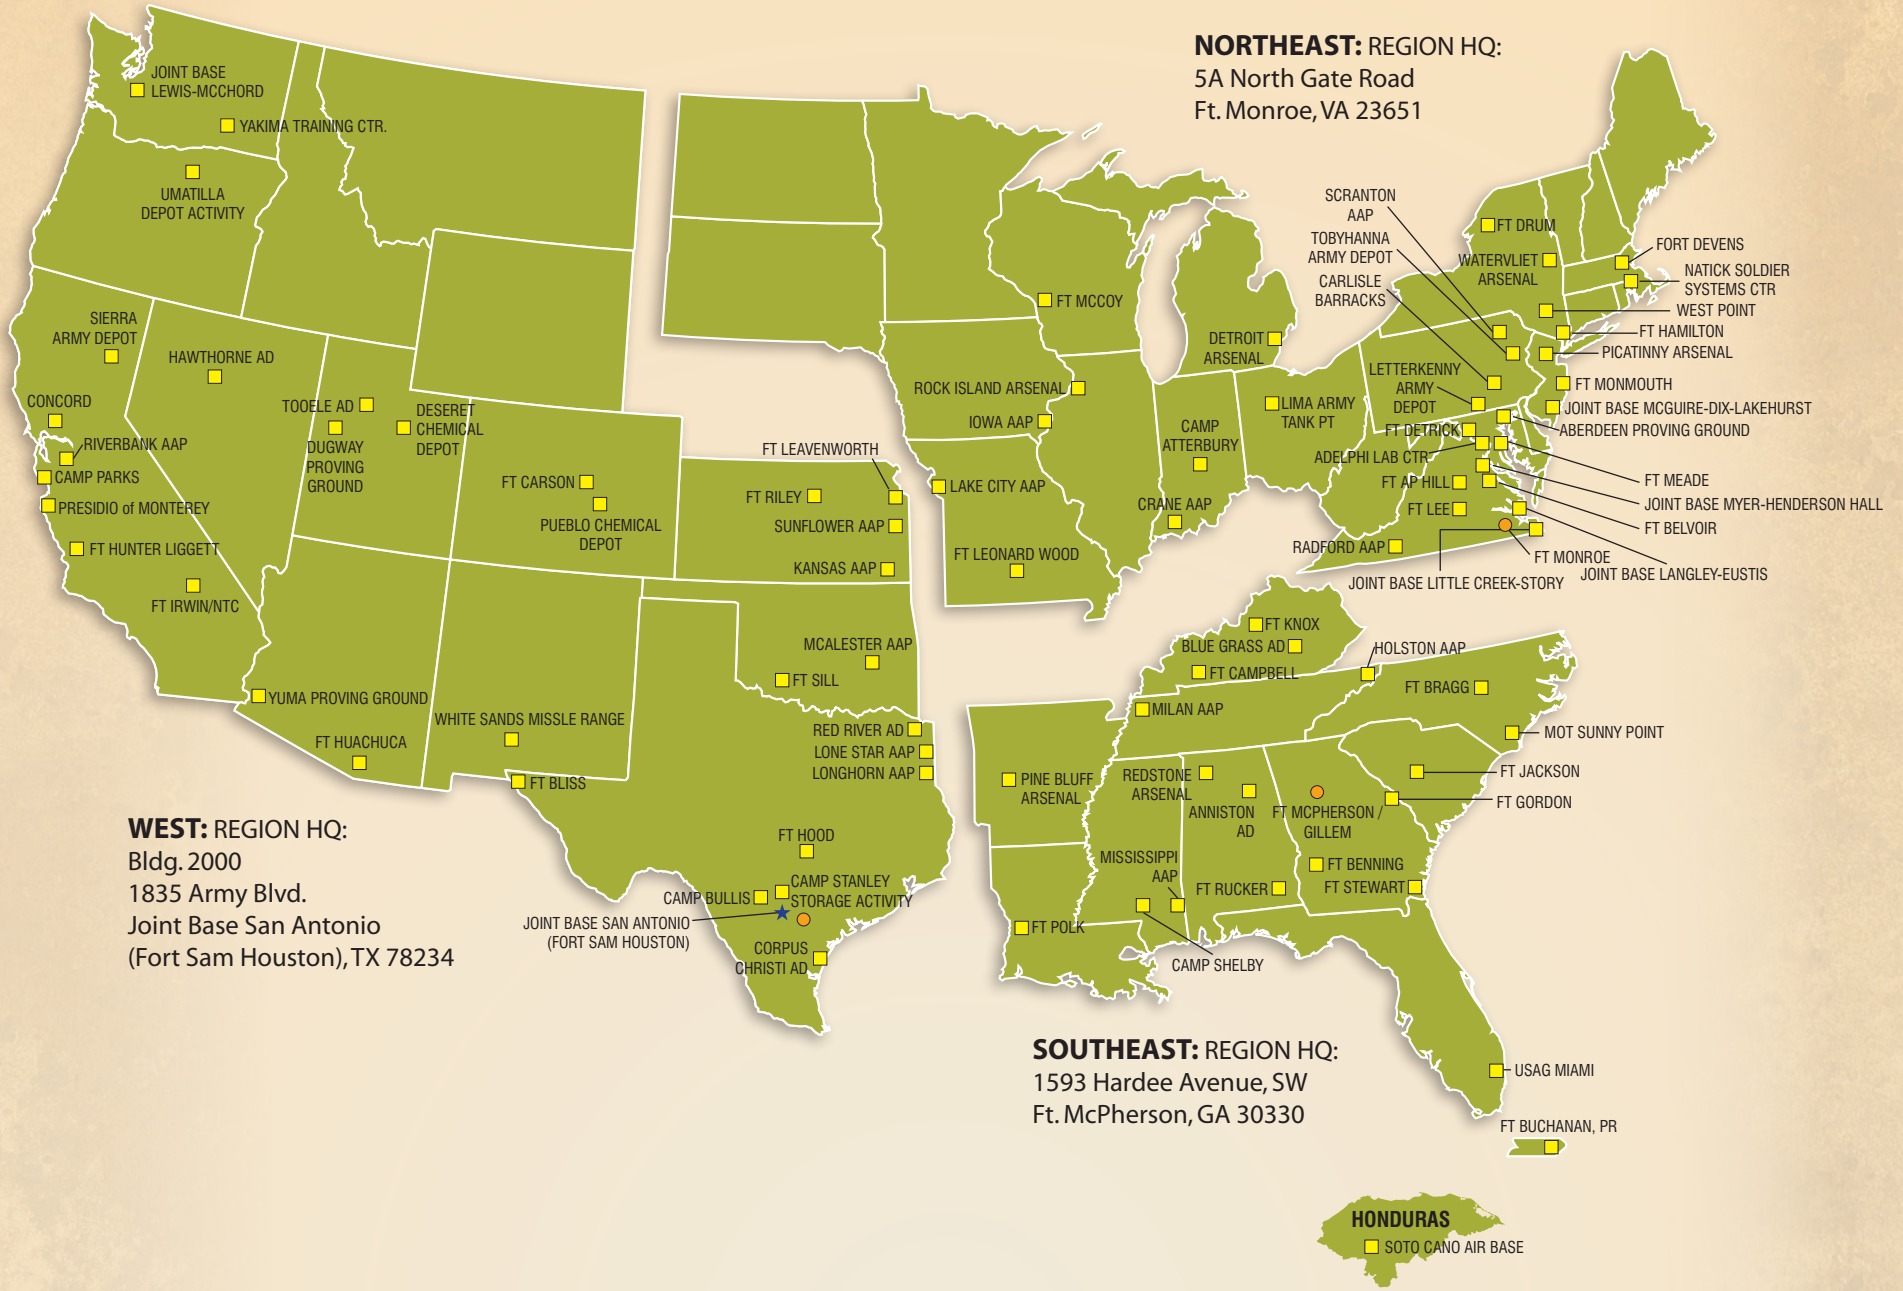 NORTHEAST: REGION HQ:
5A North Gate Road
Ft. Monroe, VA 23651
JOINT BASE
LEWIS-MCCHORD
YAKIMA TRAINING CTR.
UMATILLA
DEPOT ACTIVITY
SIERRA
ARMY DEPOT
HAWTHORNE AD
CONCORD
RIVERBANK AAP
CAMP PARKS
PRESIDIO of MONTEREY
FT HUNTER LIGGETT
FT IRWIN/NTC
TOOELE AD
DUGWAY
PROVING
GROUND
DESERET
CHEMICAL
DEPOT
FT CARSON
PUEBLO CHEMICAL
DEPOT
FT LEAVENWORTH
FT RILEY
SUNFLOWER AAP
KANSAS AAP
MCALESTER AAP
FT SILL
YUMA PROVING GROUND
FT HUACHUCA
WHITE SANDS MISSLE RANGE
FT BLISS
RED RIVER AD
LONE STAR AAP
LONGHORN AAP
FT HOOD
CAMP STANLEY
STORAGE ACTIVITY
CAMP BULLIS
JOINT BASE SAN ANTONIO
(FORT SAM HOUSTON)
CORPUS
CHRISTI AD
WEST: REGION HQ:
Bldg. 2000
1835 Army Blvd.
Joint Base San Antonio
(Fort Sam Houston), TX 78234
FT MCCOY
DETROIT
ARSENAL
ROCK ISLAND ARSENAL
IOWA AAP
LAKE CITY AAP
FT LEONARD WOOD
CAMP
ATTERBURY
CRANE AAP
LIMA ARMY
TANK PT
SCRANTON
AAP
TOBYHANNA
ARMY DEPOT
CARLISLE
BARRACKS
LETTERKENNY
ARMY
DEPOT
FT DRUM
WATERVLIET
ARSENAL
FORT DEVENS
NATICK SOLDIER
SYSTEMS CTR
WEST POINT
FT HAMILTON
PICATINNY ARSENAL
FT MONMOUTH
JOINT BASE MCGUIRE-DIX-LAKEHURST
ABERDEEN PROVING GROUND
FT DETRICK
ADELPHI LAB CTR
FT MEADE
FT AP HILL
JOINT BASE MYER-HENDERSON HALL
FT LEE
FT BELVOIR
RADFORD AAP
FT MONROE
JOINT BASE LANGLEY-EUSTIS
JOINT BASE LITTLE CREEK-STORY
FT KNOX
BLUE GRASS AD
FT CAMPBELL
HOLSTON AAP
MILAN AAP
FT BRAGG
MOT SUNNY POINT
FT JACKSON
FT GORDON
PINE BLUFF
ARSENAL
REDSTONE
ARSENAL
ANNISTON
AD
FT MCPHERSON /
GILLEM
MISSISSIPPI
AAP
FT BENNING
FT RUCKER
FT STEWART
FT POLK
CAMP SHELBY
SOUTHEAST: REGION HQ:
1593 Hardee Avenue, SW
Ft. McPherson, GA 30330
USAG MIAMI
FT BUCHANAN, PR
HONDURAS
SOTO CANO AIR BASE